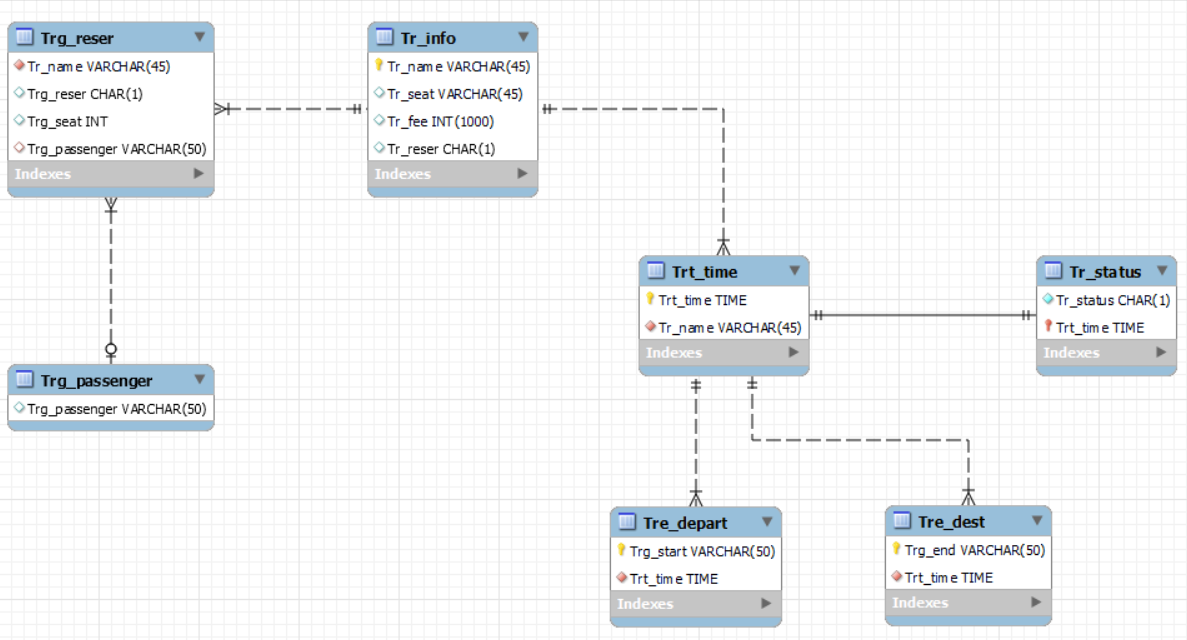 Trg_reser
Tr_name VARCHAR(45)
Trg_reser CHAR(1)
Trg_seat INT
Trg_passenger VARCHAR(50)
Indexes
Tr_info
Tr_name VARCHAR(45)
Tr_seat VARCHAR(45)
Tr_fee INT(1000)
Tr_reser CHAR(1)
Indexes
Trt_time
Trt_time TIME
Tr_name VARCHAR(45)
Indexes
Tr_status
Tr_status CHAR(1)
Trt_time TIME
Indexes
Trg_passenger
Trg_passenger VARCHAR(50)
Tre_depart
Trg_start VARCHAR(50)
Trt_time TIME
Indexes
Tre_dest
Trg_end VARCHAR(50)
Trt_time TIME
Indexes